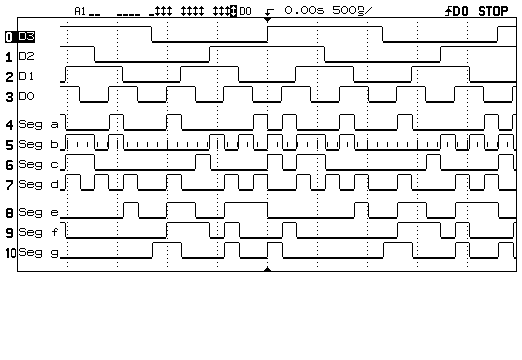 A1 D0 0.00s 500§/ ƒD0 STOP
0 D3
1 D2
2 D1
3 D0
4 Seg a
5 Seg b
6 Seg c
7 Seg d
8 Seg e
9 Seg f
10 Seg g